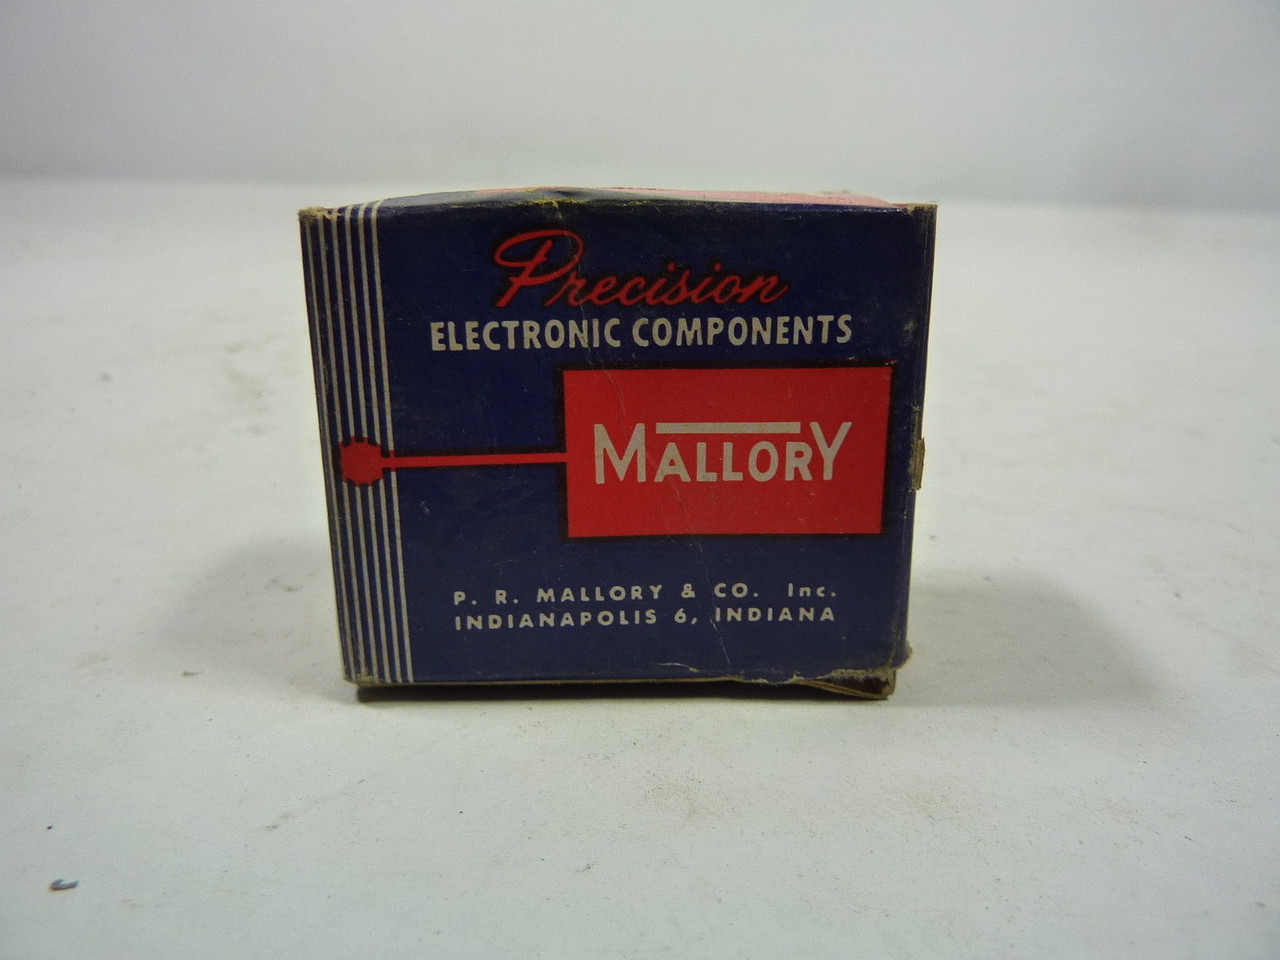 Precision
ELECTRONIC COMPONENTS
MALLORY
P. R. MALLORY & CO. Inc.
INDIANAPOLIS 6, INDIANA